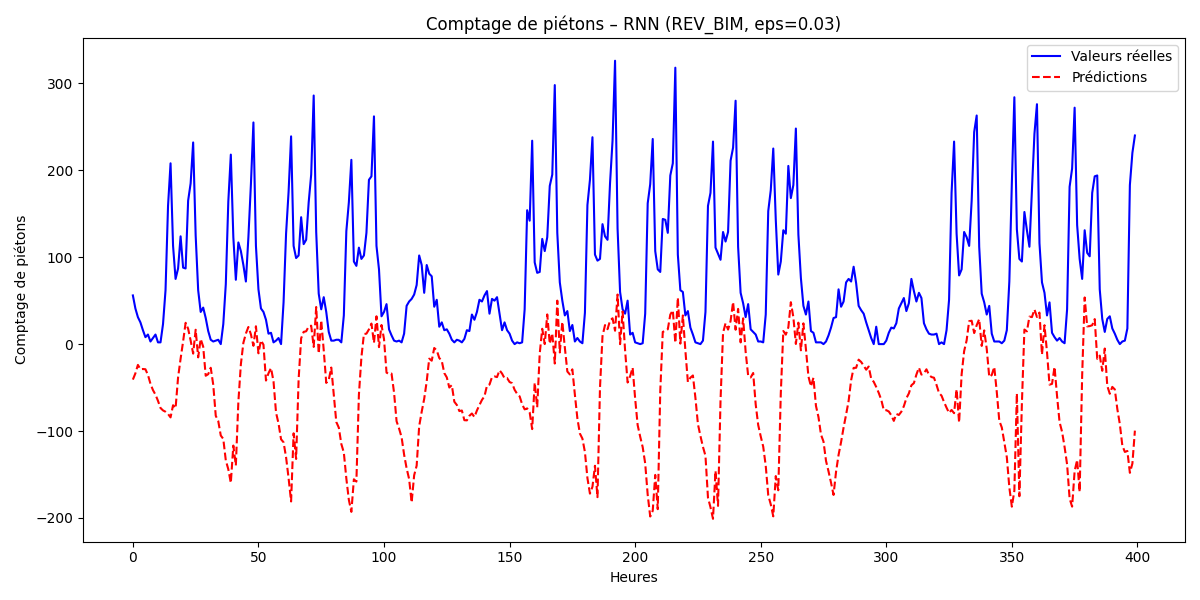 Comptage de piétons – RNN (REV_BIM, eps=0.03)
Valeurs réelles
Prédictions
Comptage de piétons
300
200
100
0
−100
−200
0 50 100 150 200 250 300 350 400
Heures